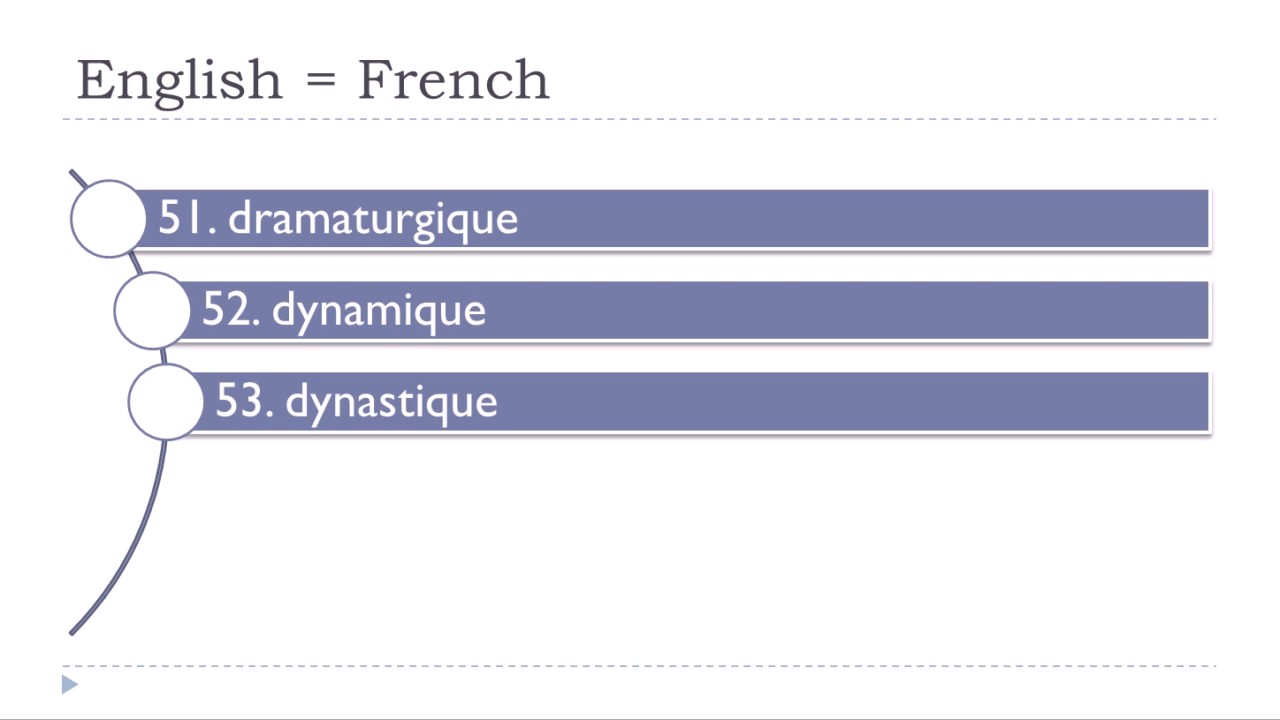 English = French
51. dramaturgique
52. dynamique
53. dynastique